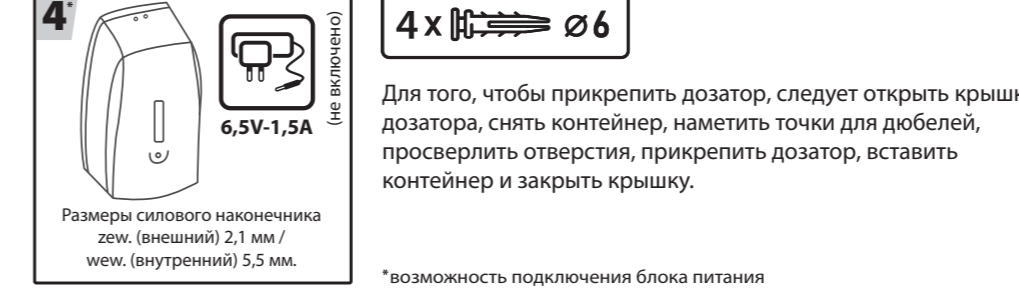 4*
(не включено)
6,5V-1,5A
Размеры силового наконечника
zew. (внешний) 2,1 мм /
wew. (внутренний) 5,5 мм.
4 x ⌀6
Для того, чтобы прикрепить дозатор, следует открыть крышк
дозатора, снять контейнер, наметить точки для дюбелей,
просверлить отверстия, прикрепить дозатор, вставить
контейнер и закрыть крышку.
*возможность подключения блока питания